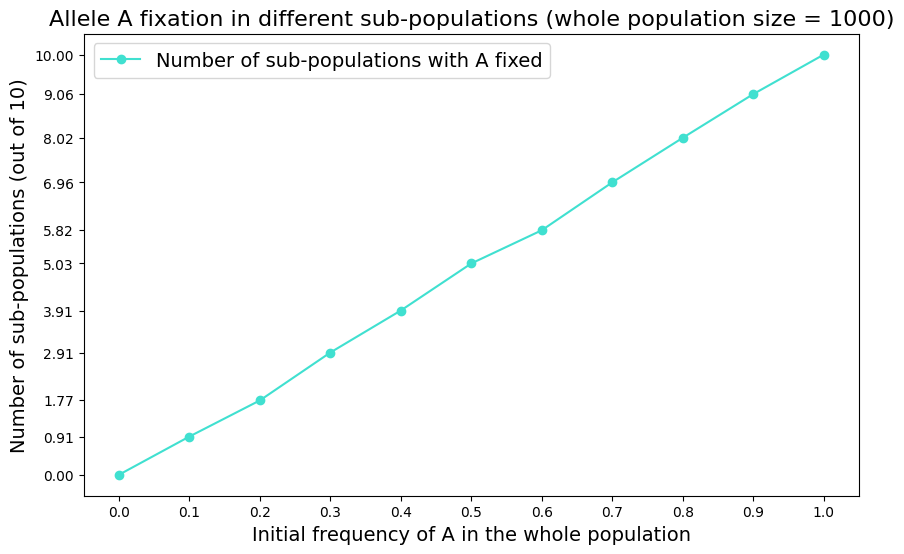 Allele A fixation in different sub-populations (whole population size = 1000)
Number of sub-populations with A fixed
Number of sub-populations (out of 10)
10.00
9.06
8.02
6.96
5.82
5.03
3.91
2.91
1.77
0.91
0.00
0.0 0.1 0.2 0.3 0.4 0.5 0.6 0.7 0.8 0.9 1.0
Initial frequency of A in the whole population